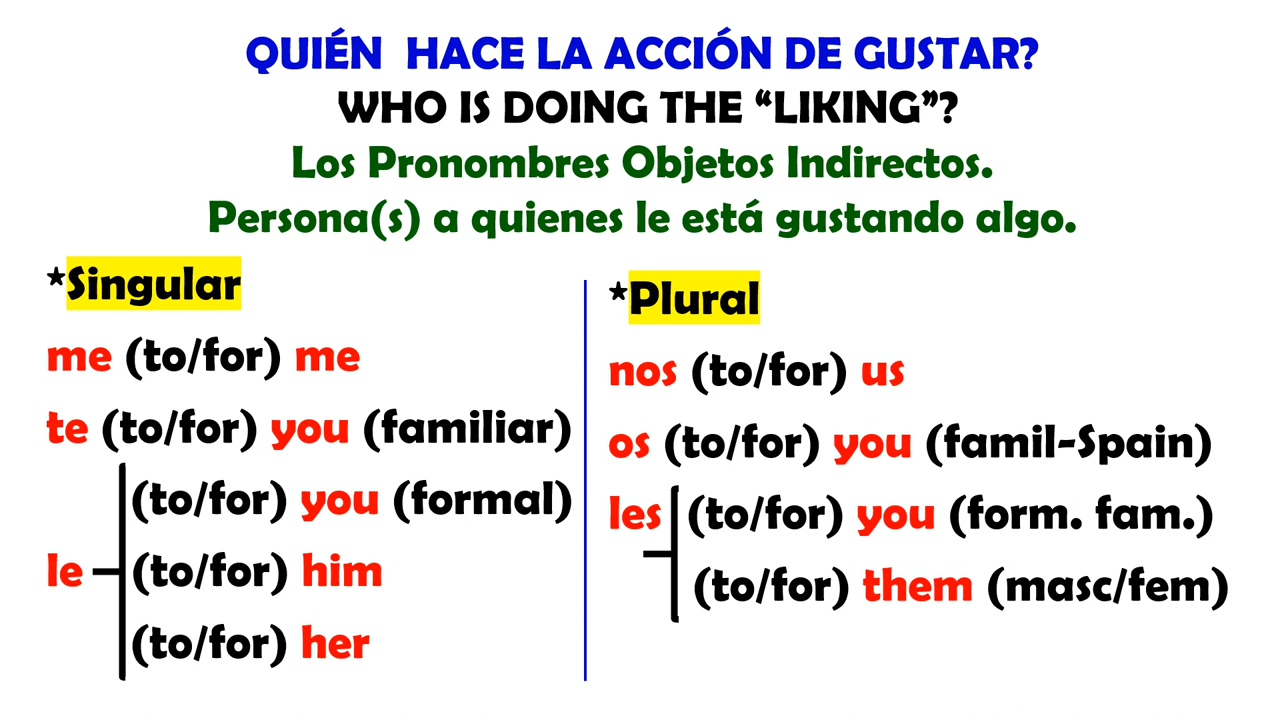 QUIÉN HACE LA ACCIÓN DE GUSTAR?
WHO IS DOING THE “LIKING”?
Los Pronombres Objetos Indirectos.
Persona(s) a quienes le está gustando algo.
*Singular
me (to/for) me
te (to/for) you (familiar)
(to/for) you (formal)
le (to/for) him
(to/for) her
*Plural
nos (to/for) us
os (to/for) you (famil-Spain)
les (to/for) you (form. fam.)
(to/for) them (masc/fem)